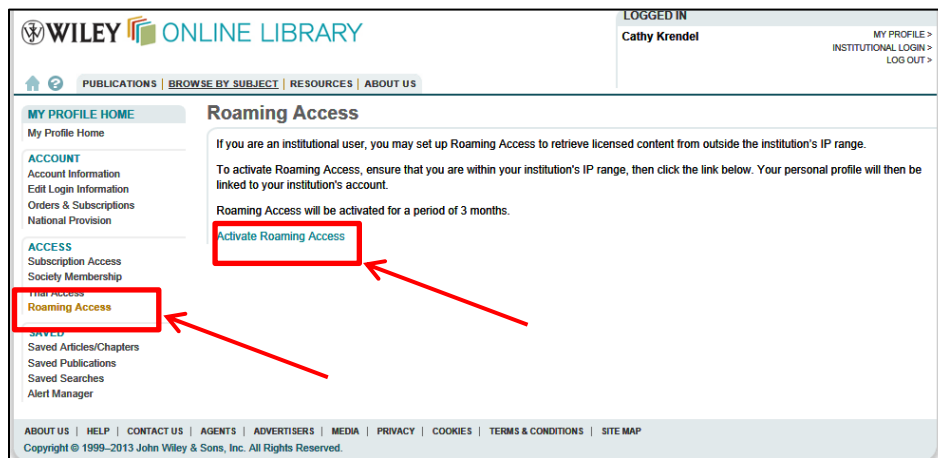 LOGGED IN
WILEY ONLINE LIBRARY
Cathy Krendel
MY PROFILE >
INSTITUTIONAL LOGIN >
LOG OUT >
PUBLICATIONS | BROWSE BY SUBJECT | RESOURCES | ABOUT US
MY PROFILE HOME
My Profile Home
ACCOUNT
Account Information
Edit Login Information
Orders & Subscriptions
National Provision
ACCESS
Subscription Access
Society Membership
Trial Access
Roaming Access
SAVED
Saved Articles/Chapters
Saved Publications
Saved Searches
Alert Manager
Roaming Access
If you are an institutional user, you may set up Roaming Access to retrieve licensed content from outside the institution's IP range.
To activate Roaming Access, ensure that you are within your institution's IP range, then click the link below. Your personal profile will then be
linked to your institution's account.
Roaming Access will be activated for a period of 3 months.
Activate Roaming Access
ABOUT US | HELP | CONTACT US | AGENTS | ADVERTISERS | MEDIA | PRIVACY | COOKIES | TERMS & CONDITIONS | SITE MAP
Copyright © 1999–2013 John Wiley & Sons, Inc. All Rights Reserved.